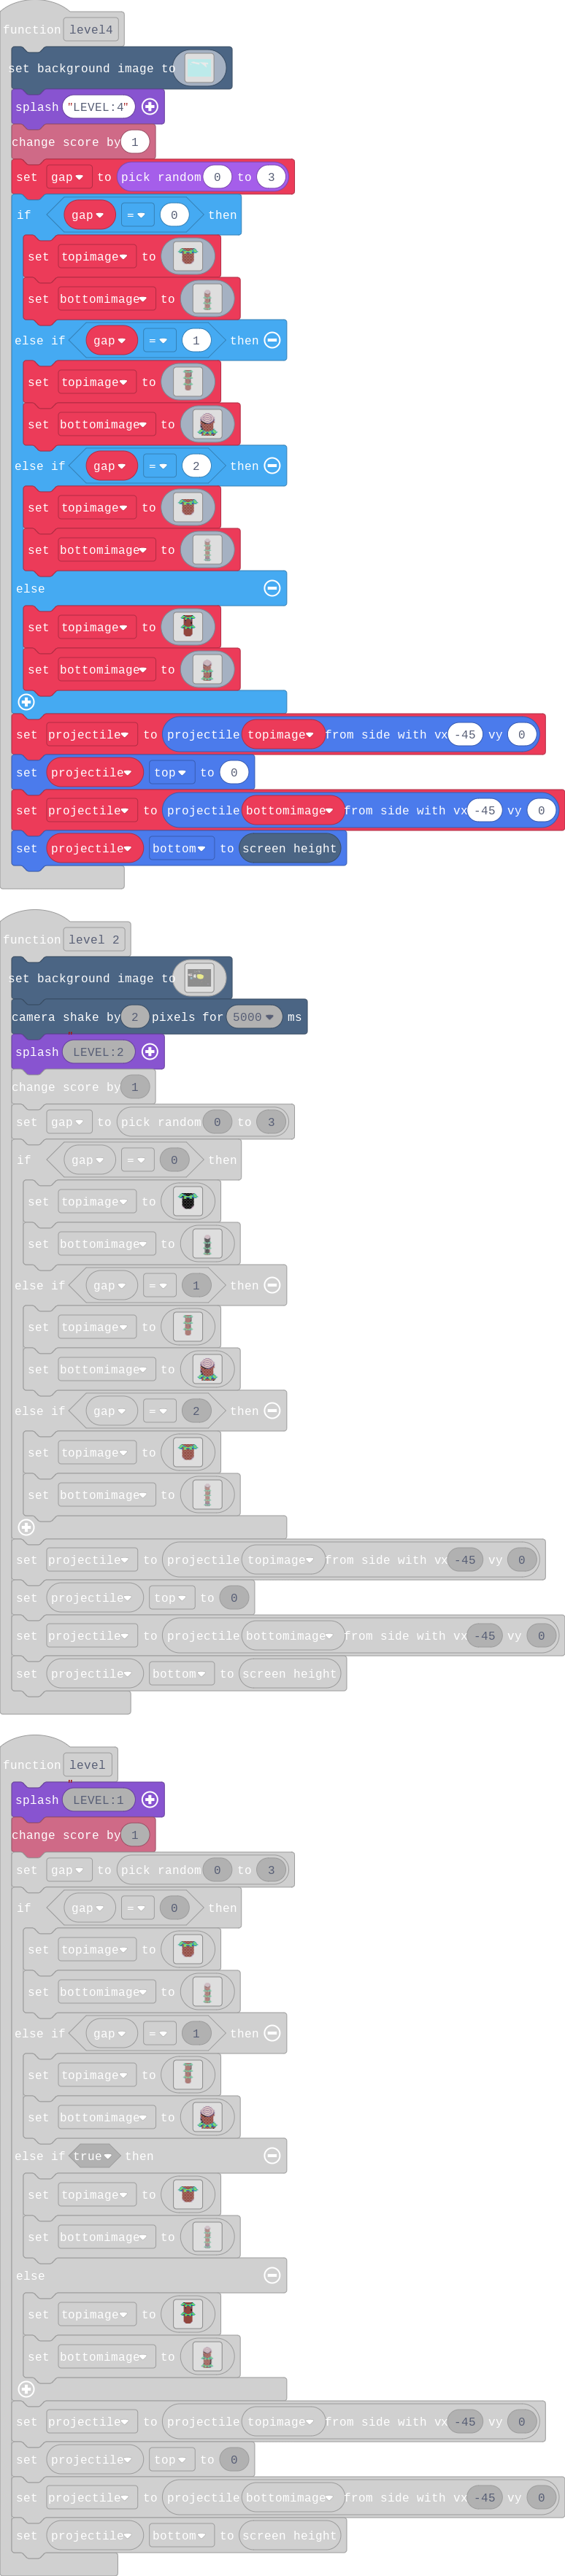 function level4
set background image to
splash "LEVEL:4"
change score by 1
set gap to pick random 0 to 3
if gap = 0 then
set topimage to
set bottomimage to
else if gap = 1 then
set topimage to
set bottomimage to
else if gap = 2 then
set topimage to
set bottomimage to
else
set topimage to
set bottomimage to
set projectile to projectile topimage from side with vx -45 vy 0
set projectile top to 0
set projectile to projectile bottomimage from side with vx -45 vy 0
set projectile bottom to screen height
function level 2
set background image to
camera shake by 2 pixels for 5000 ms
splash LEVEL:2
change score by 1
set gap to pick random 0 to 3
if gap = 0 then
set topimage to
set bottomimage to
else if gap = 1 then
set topimage to
set bottomimage to
else if gap = 2 then
set topimage to
set bottomimage to
set projectile to projectile topimage from side with vx -45 vy 0
set projectile top to 0
set projectile to projectile bottomimage from side with vx -45 vy 0
set projectile bottom to screen height
function level
splash LEVEL:1
change score by 1
set gap to pick random 0 to 3
if gap = 0 then
set topimage to
set bottomimage to
else if gap = 1 then
set topimage to
set bottomimage to
else if true then
set topimage to
set bottomimage to
else
set topimage to
set bottomimage to
set projectile to projectile topimage from side with vx -45 vy 0
set projectile top to 0
set projectile to projectile bottomimage from side with vx -45 vy 0
set projectile bottom to screen height